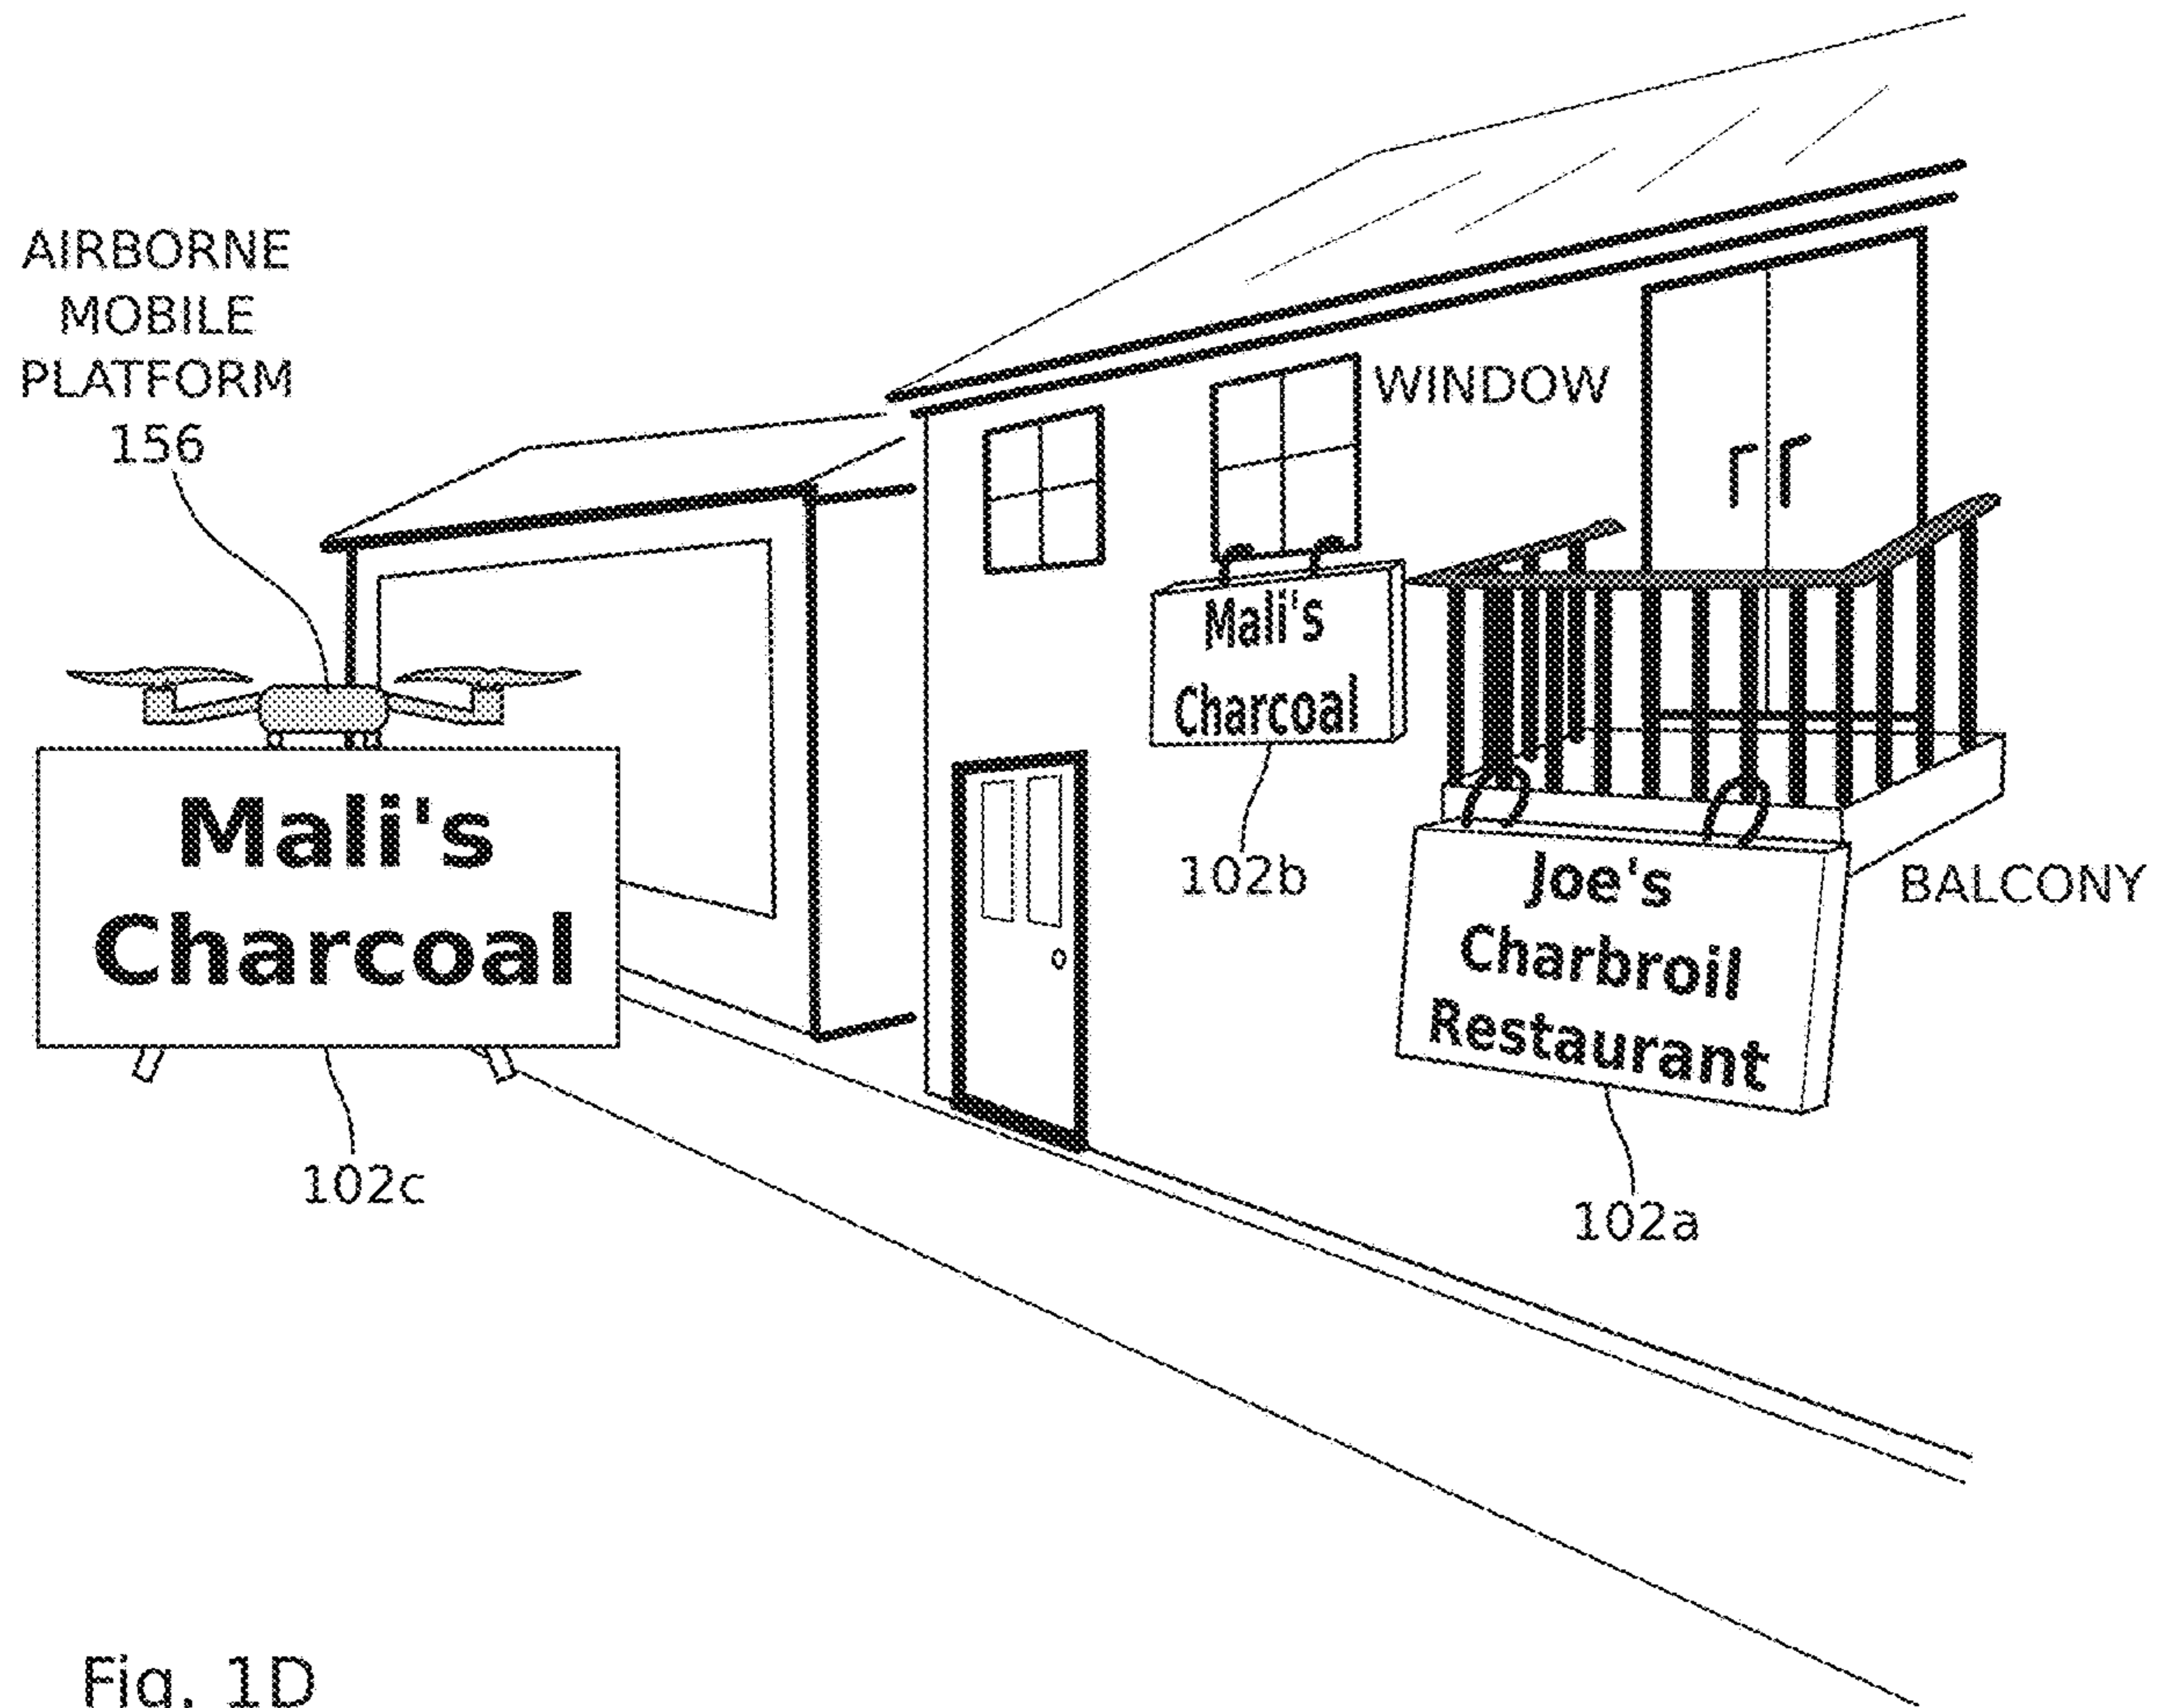 AIRBORNE
MOBILE
PLATFORM
156
WINDOW
Mali's
Charcoal
102b
Mali's
Charcoal
102c
Joe's
Charbroil
Restaurant
BALCONY
102a
Fig. 1D